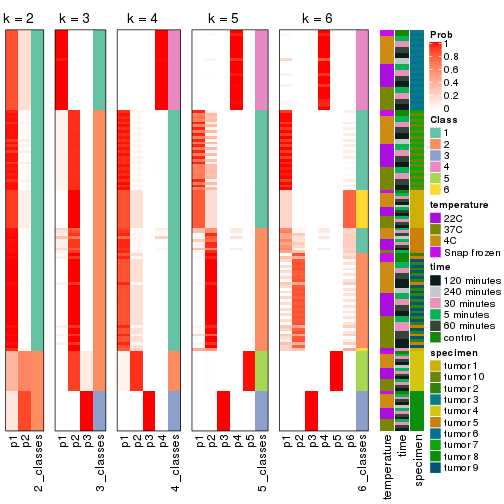 k = 2
k = 3
k = 4
k = 5
k = 6
p1
p2
2_classes
p1
p2
p3
3_classes
p1
p2
p3
p4
4_classes
p1
p2
p3
p4
p5
5_classes
p1
p2
p3
p4
p5
p6
6_classes
temperature
time
specimen
Prob
1
0.8
0.6
0.4
0.2
0
Class
1
2
3
4
5
6
temperature
22C
37C
4C
Snap frozen
time
120 minutes
240 minutes
30 minutes
5 minutes
60 minutes
control
specimen
tumor 1
tumor 10
tumor 2
tumor 3
tumor 4
tumor 5
tumor 6
tumor 7
tumor 8
tumor 9